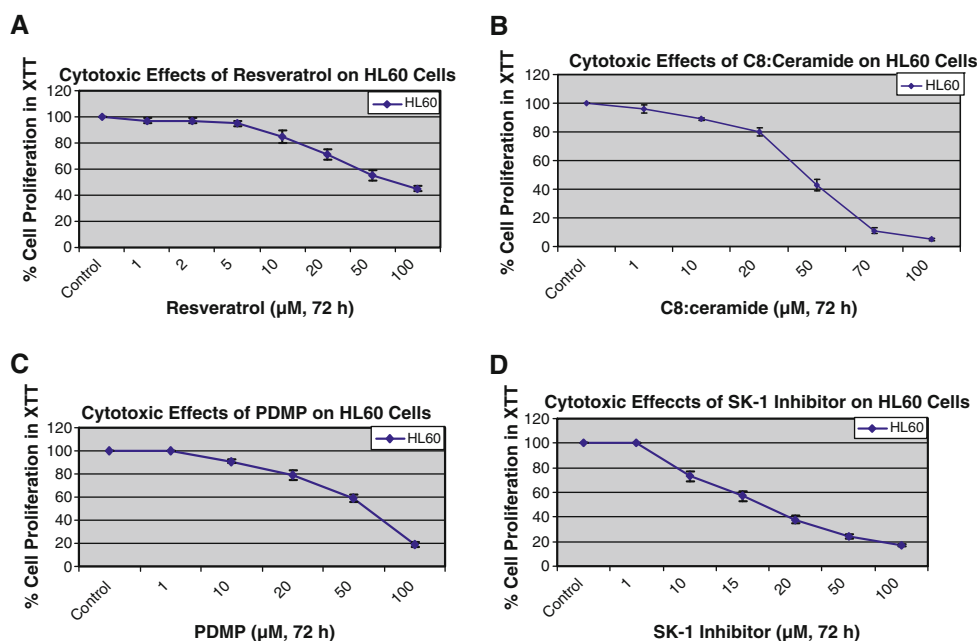 A
Cytotoxic Effects of Resveratrol on HL60 Cells
HL60
% Cell Proliferation in XTT
120
100
80
60
40
20
0
Control 1 2 5 10 20 50 100
Resveratrol (µM, 72 h)
B
Cytotoxic Effects of C8:Ceramide on HL60 Cells
HL60
% Cell Proliferation in XTT
120
100
80
60
40
20
0
Control 1 10 20 50 70 100
C8:ceramide (µM, 72 h)
C
Cytotoxic Effects of PDMP on HL60 Cells
HL60
% Cell Proliferation in XTT
120
100
80
60
40
20
0
Control 1 10 20 50 100
PDMP (µM, 72 h)
D
Cytotoxic Effeccts of SK-1 Inhibitor on HL60 Cells
HL60
% Cell Proliferation in XTT
120
100
80
60
40
20
0
Control 1 10 15 20 50 100
SK-1 Inhibitor (µM, 72 h)